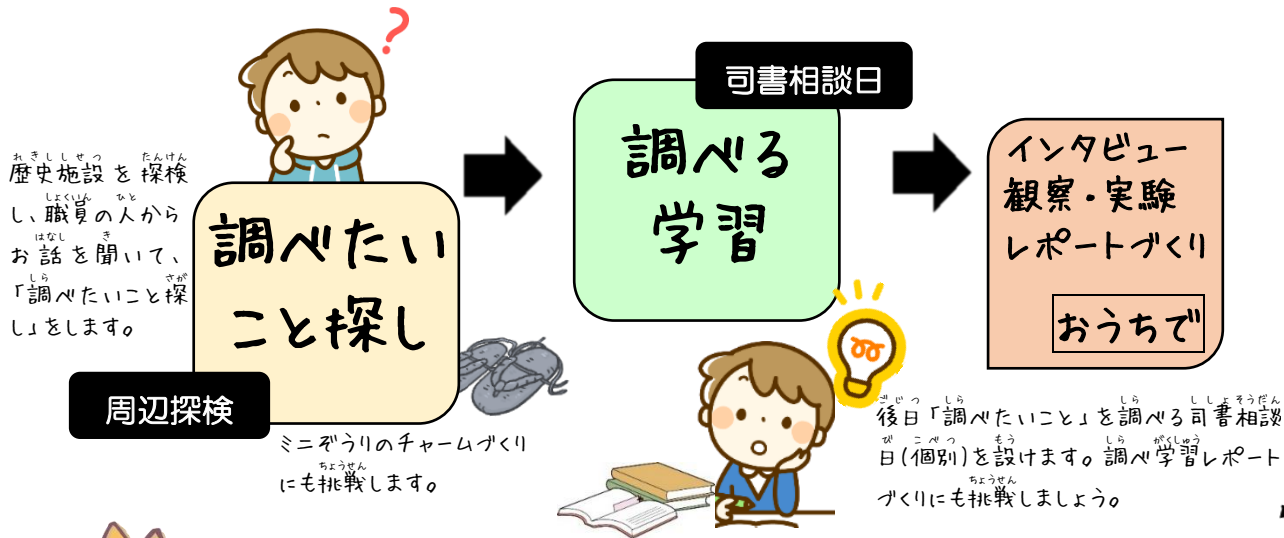 歴史施設を探検
し、職員の人から
お話を聞いて、
「調べたいこと探
し」をします。
調べたい
こと探し
周辺探検
ミニぞうりのチャームづくり
にも挑戦します。
司書相談日
調べる
学習
インタビュー
観察・実験
レポートづくり
おうちで
後日「調べたいこと」を調べる司書相談
日(個別)を設けます。調べ学習レポート
づくりにも挑戦しましょう。